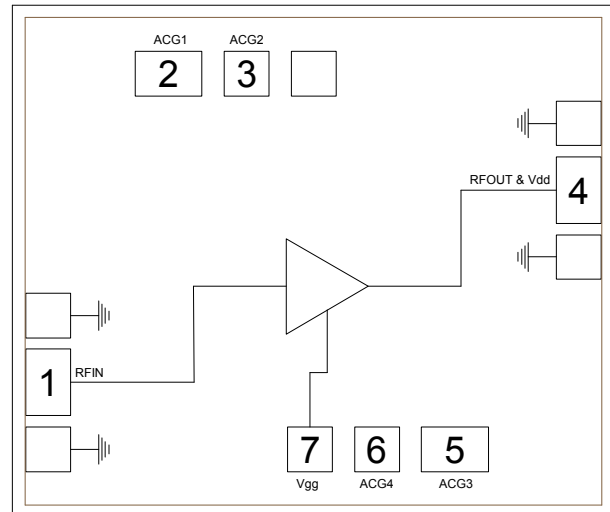 ACG1 ACG2
2 3
RFOUT & Vdd 4
1 RFIN
7 6 5
Vgg ACG4 ACG3